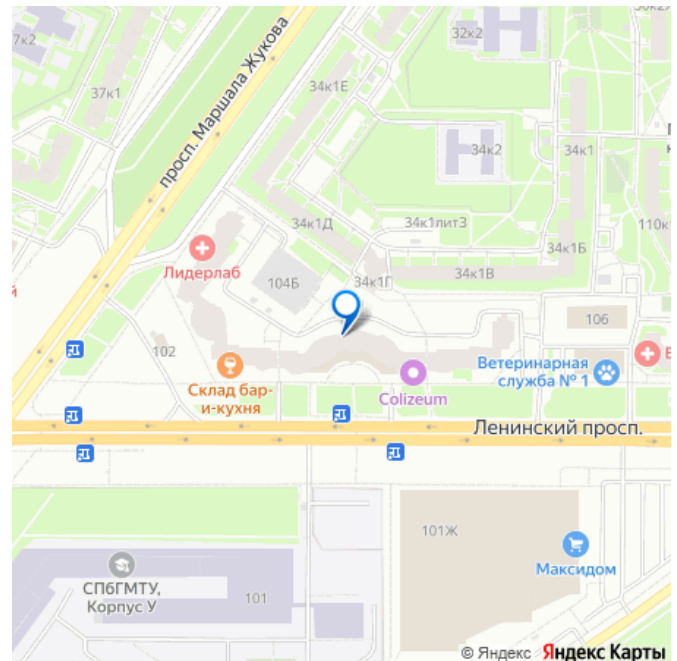 7к2
32к2
37к1
34к1Е
просп. Маршала Жукова
34к2
34к1
34к1Д
34к1литЗ
110к
34к1Б
Лидерлаб
104Б
34к1Г
34к1В
106
102
Склад бар-
и-кухня
Colizeum
Ветеринарная
служба № 1
Ленинский просп.
101Ж
Максидом
СПбГМТУ,
Корпус У
101
© Яндекс Яндекс Карты